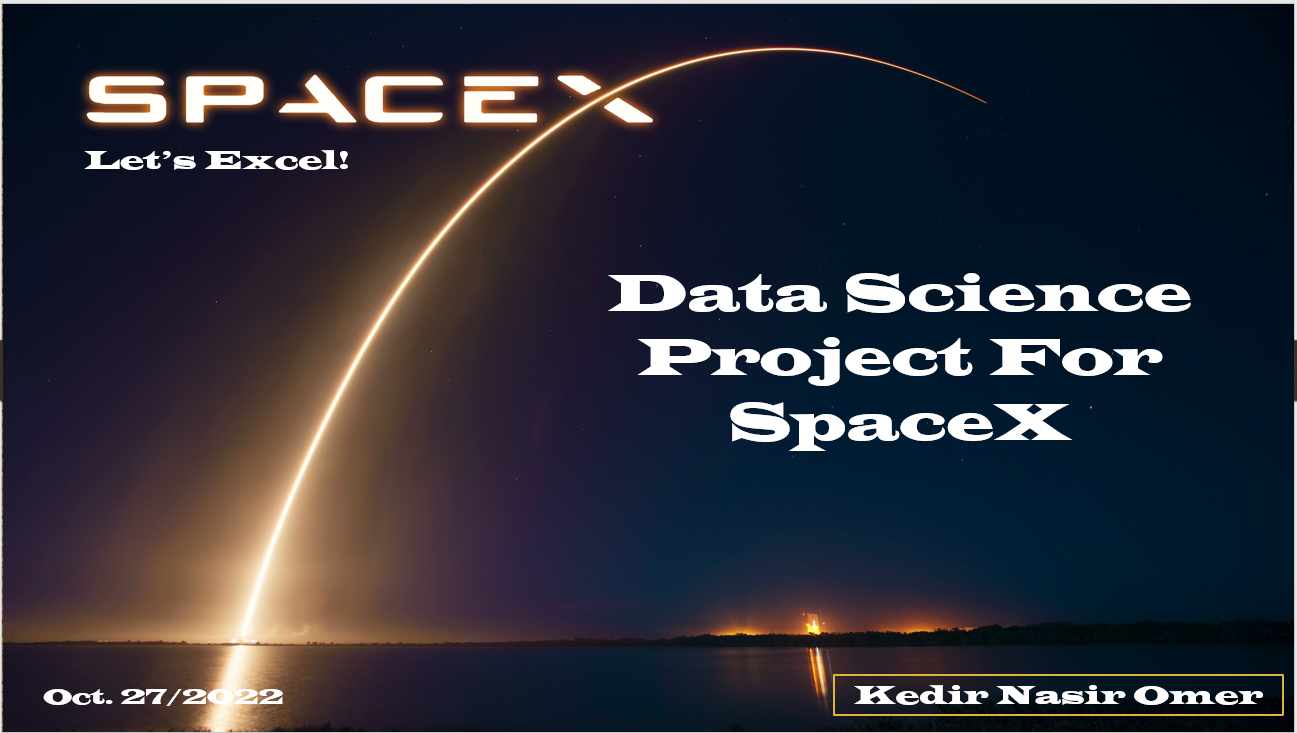 SPACEX
Let's Excel!
Data Science
Project For
SpaceX
Oct. 27/2022
Kedir Nasir Omer